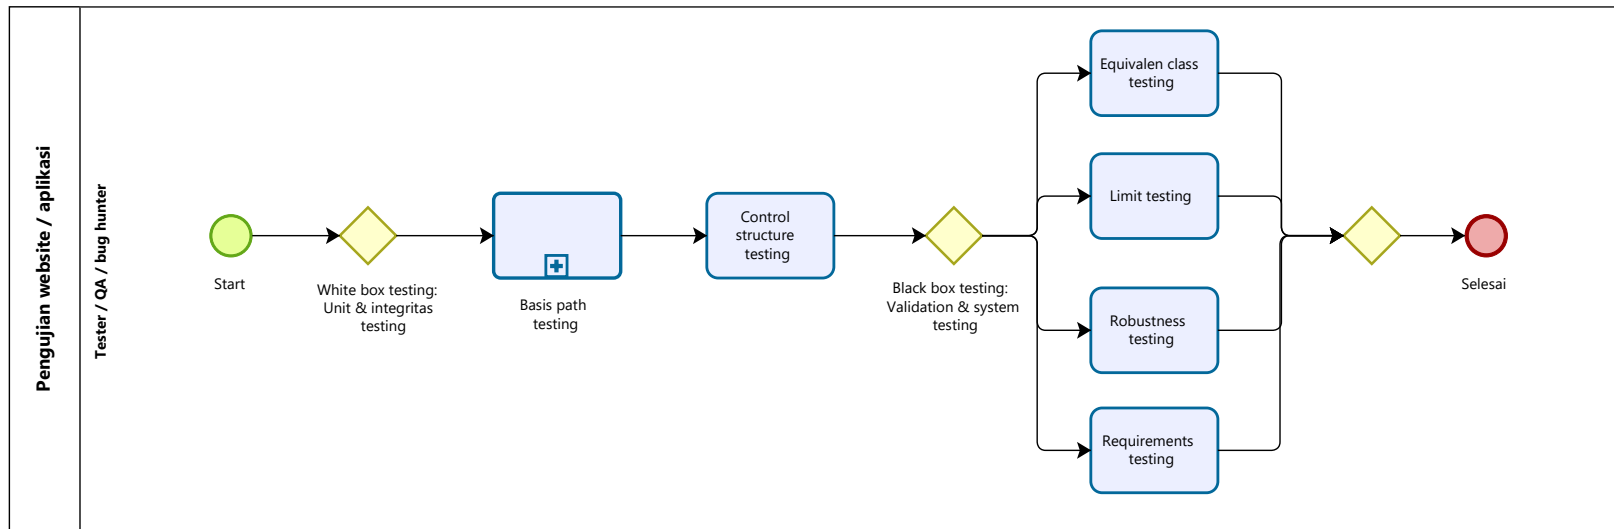 Pengujian website / aplikasi
Tester / QA / bug hunter
Start
White box testing:
Unit & integritas
testing
Basis path
testing
Control
structure
testing
Black box testing:
Validation & system
testing
Equivalen class
testing
Limit testing
Robustness
testing
Requirements
testing
Selesai